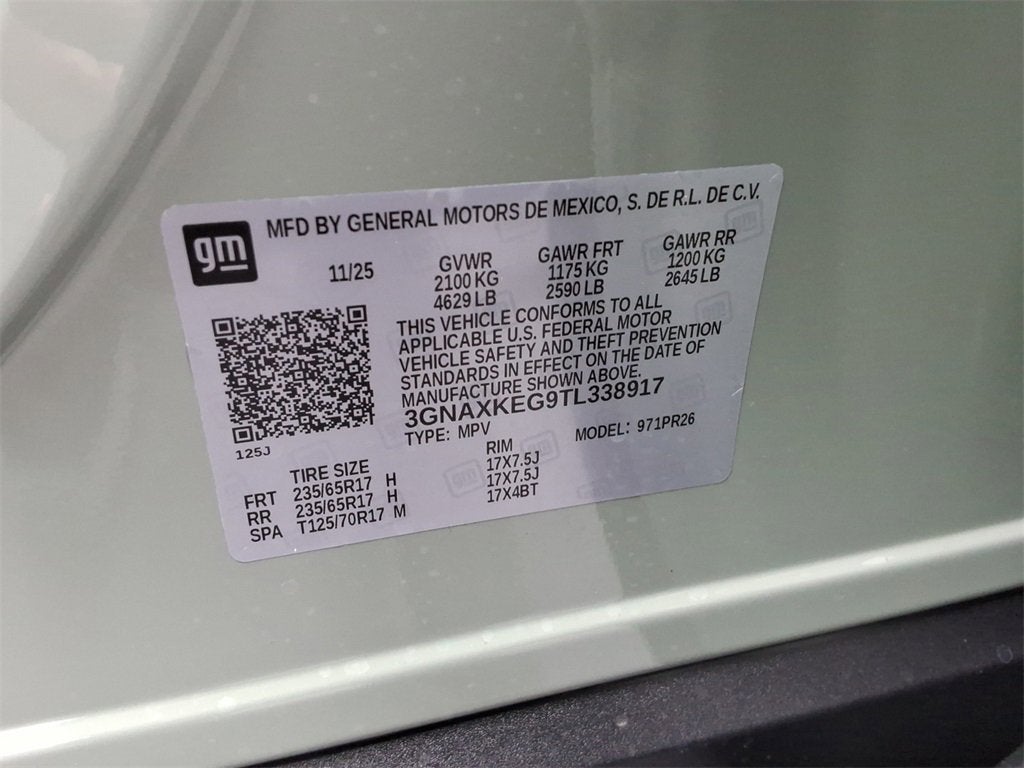 gm
MFD BY GENERAL MOTORS DE MEXICO, S. DE R.L. DE C.V.
11/25
GVWR
2100 KG
4629 LB
GAWR FRT
1175 KG
2590 LB
GAWR RR
1200 KG
2645 LB
THIS VEHICLE CONFORMS TO ALL
APPLICABLE U.S. FEDERAL MOTOR
VEHICLE SAFETY AND THEFT PREVENTION
STANDARDS IN EFFECT ON THE DATE OF
MANUFACTURE SHOWN ABOVE.
3GNAXKEG9TL338917
TYPE: MPV MODEL: 971PR26
125J
TIRE SIZE RIM
FRT 235/65R17 H 17X7.5J
RR 235/65R17 H 17X7.5J
SPA T125/70R17 M 17X4BT